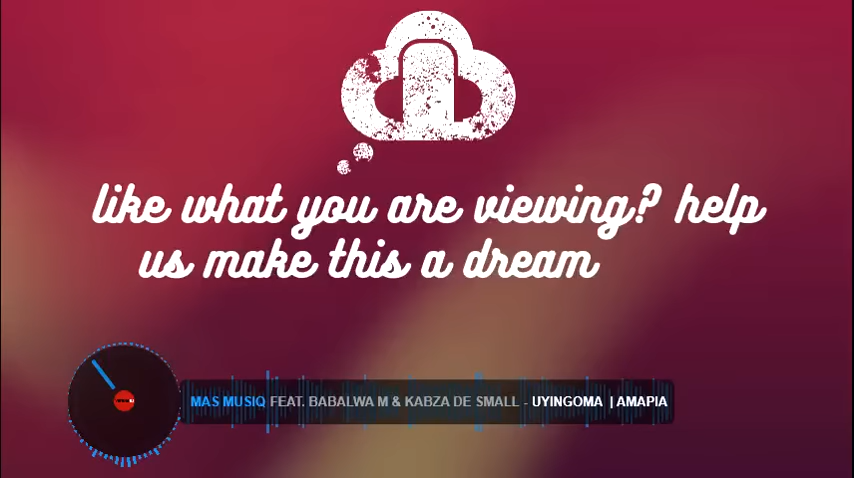 like what you are viewing? help
us make this a dream
MAS MUSIQ FEAT. BABALWA M & KABZA DE SMALL - UYINGOMA | AMAPIA